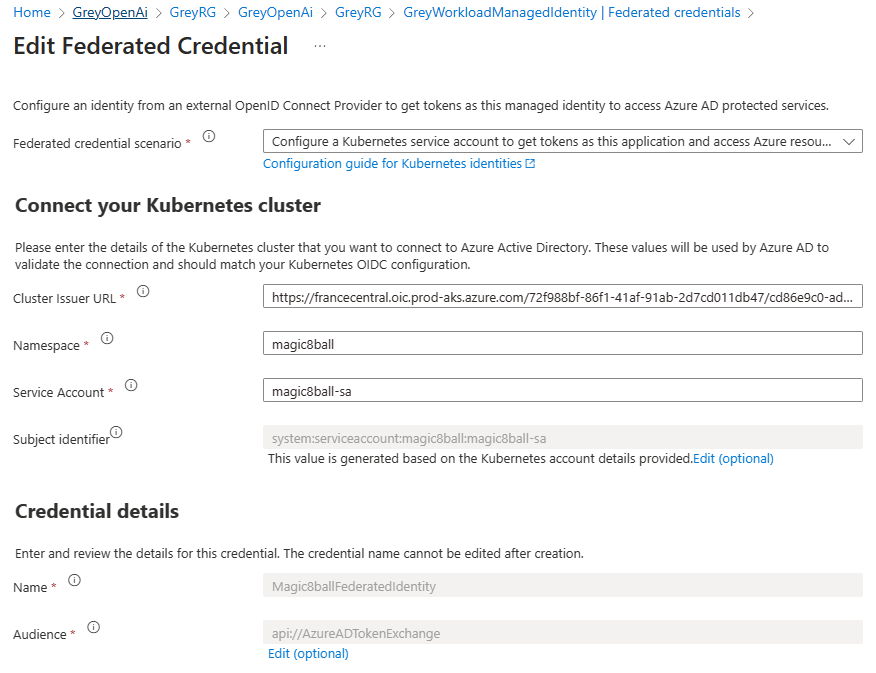 Home > GreyOpenAi > GreyRG > GreyOpenAi > GreyRG > GreyWorkloadManagedIdentity | Federated credentials >
Edit Federated Credential ...
Configure an identity from an external OpenID Connect Provider to get tokens as this managed identity to access Azure AD protected services.
Federated credential scenario * Configure a Kubernetes service account to get tokens as this application and access Azure resou...
Configuration guide for Kubernetes identities
Connect your Kubernetes cluster
Please enter the details of the Kubernetes cluster that you want to connect to Azure Active Directory. These values will be used by Azure AD to
validate the connection and should match your Kubernetes OIDC configuration.
Cluster Issuer URL * https://francecentral.oic.prod-aks.azure.com/72f988bf-86f1-41af-91ab-2d7cd011db47/cd86e9c0-ad...
Namespace * magic8ball
Service Account * magic8ball-sa
Subject identifier system:serviceaccount:magic8ball:magic8ball-sa
This value is generated based on the Kubernetes account details provided.Edit (optional)
Credential details
Enter and review the details for this credential. The credential name cannot be edited after creation.
Name * Magic8ballFederatedIdentity
Audience * api://AzureADTokenExchange
Edit (optional)